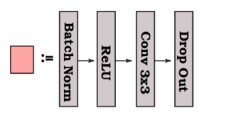 :=
Batch Norm
ReLU
Conv 3x3
Drop Out